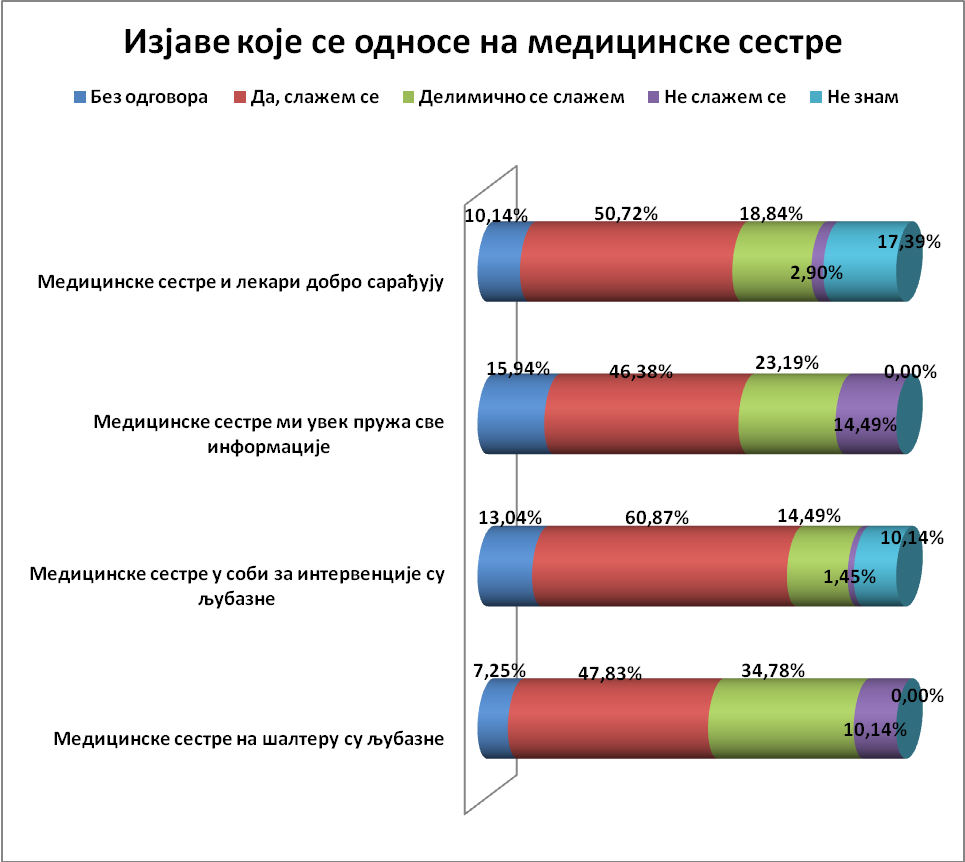 Изјаве које се односе на медицинске сестре
Без одговора Да, слажем се Делимично се слажем Не слажем се Не знам
10,14% 50,72% 18,84% 2,90% 17,39%
Медицинске сестре и лекари добро сарађују
15,94% 46,38% 23,19% 14,49% 0,00%
Медицинске сестре ми увек пружа све
информације
13,04% 60,87% 14,49% 1,45% 10,14%
Медицинске сестре у соби за интервенције су
љубазне
7,25% 47,83% 34,78% 10,14% 0,00%
Медицинске сестре на шалтеру су љубазне